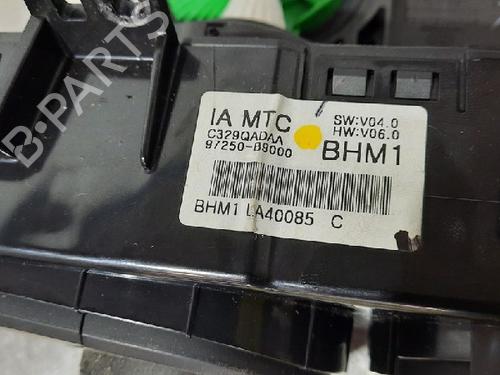 B-PARTS
IA MTC
SW:V04.0
HW:V06.0
C329QADAA
97250-B9000
BHM1
BHM1 LA40085 C